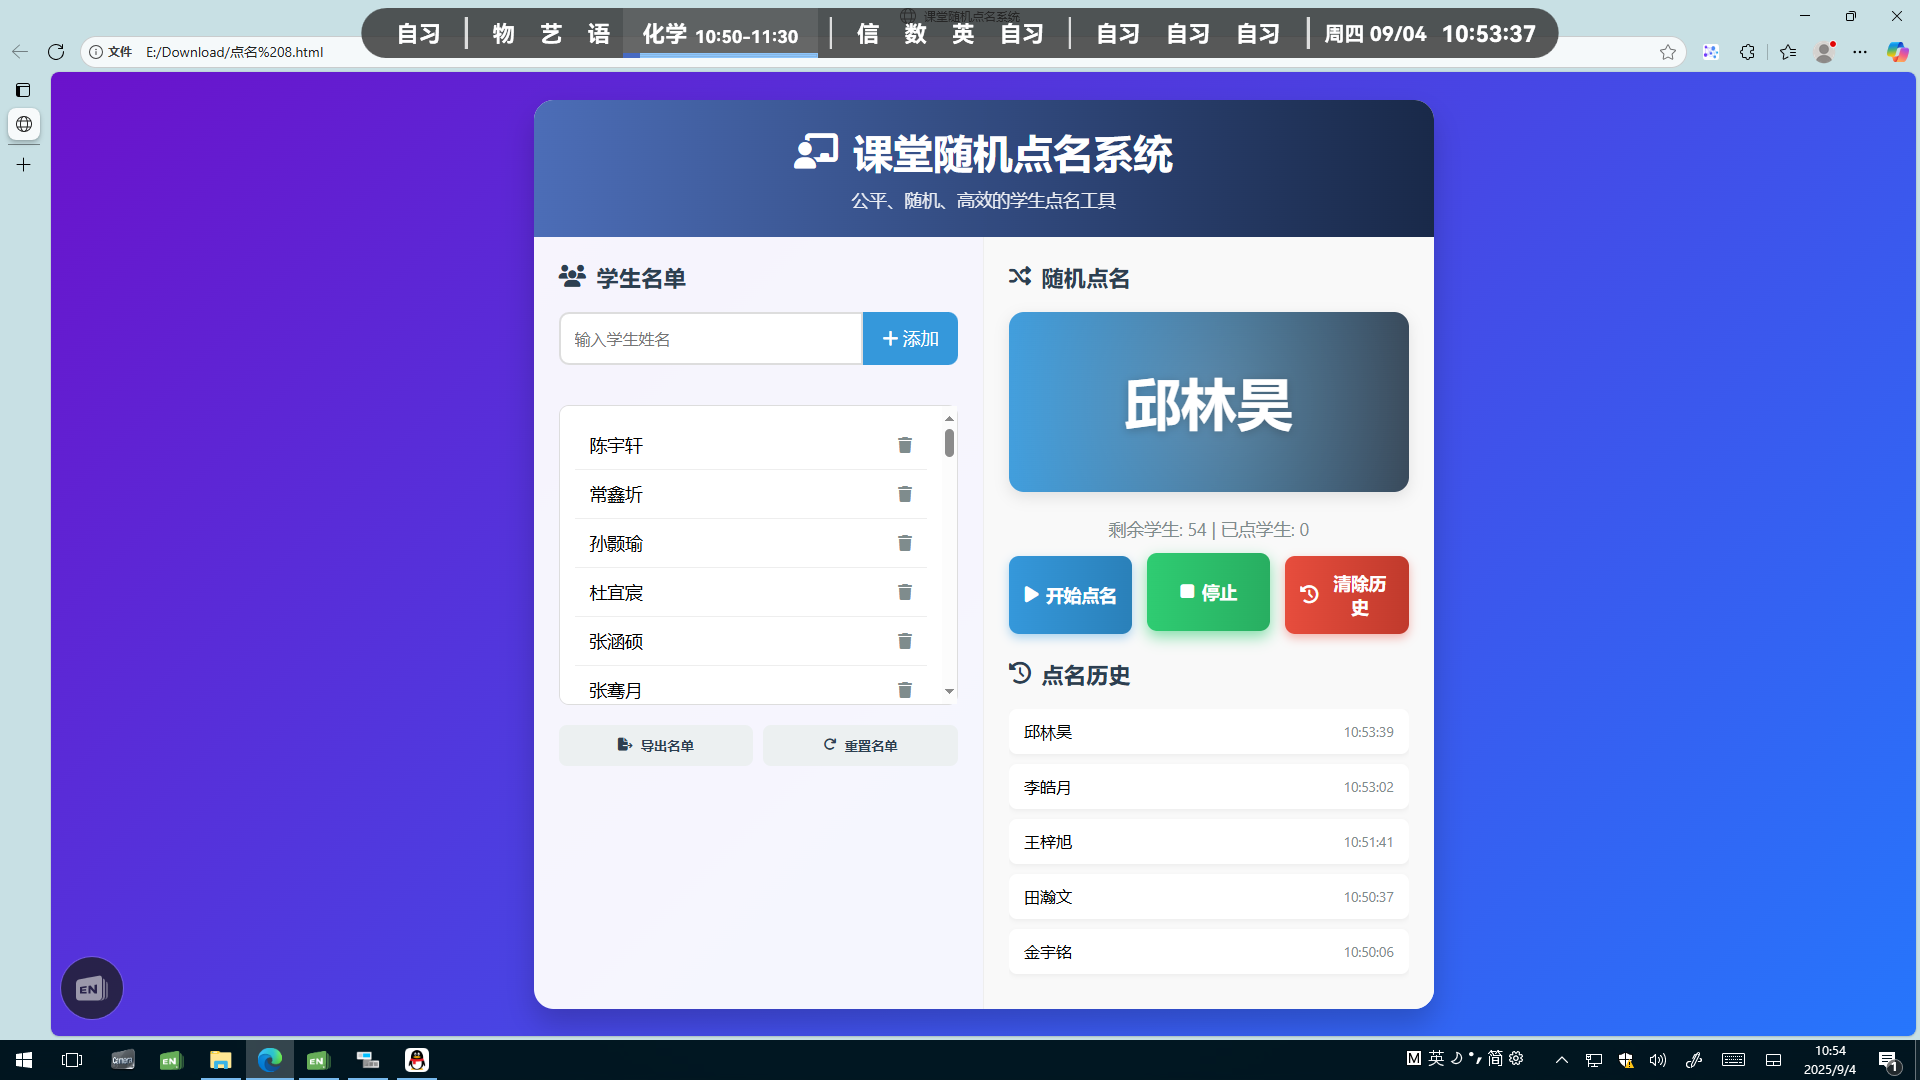 课堂随机点名系统
自习 | 物 艺 语 化学 10:50-11:30 | 信 数 英 自习 | 自习 自习 自习 | 周四 09/04 10:53:37
文件 E:/Download/点名%208.html
课堂随机点名系统
公平、随机、高效的学生点名工具
学生名单
输入学生姓名
添加
陈宇轩
常鑫圻
孙颢瑜
杜宜宸
张涵硕
张骞月
导出名单
重置名单
随机点名
邱林昊
剩余学生: 54 | 已点学生: 0
开始点名
停止
清除历
史
点名历史
邱林昊 10:53:39
李皓月 10:53:02
王梓旭 10:51:41
田瀚文 10:50:37
金宇铭 10:50:06
EN
Camera
EN
EN
M 英 简
10:54
2025/9/4
1